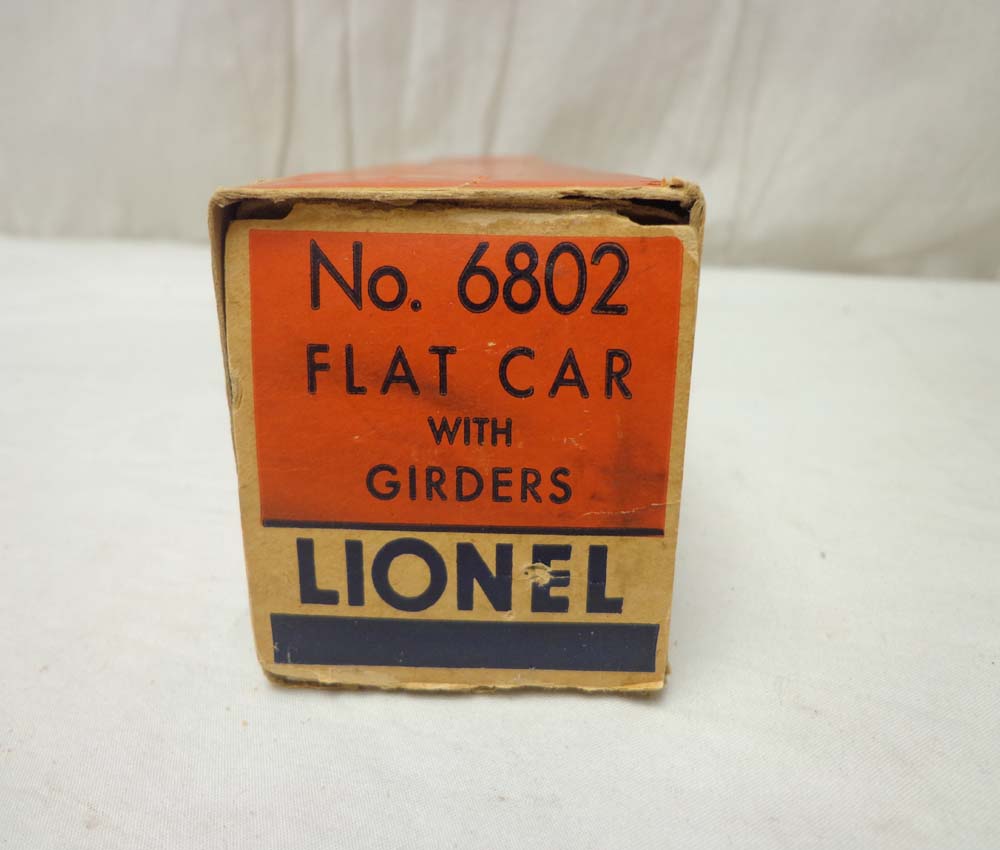 No. 6802
FLAT CAR
WITH
GIRDERS
LIONEL